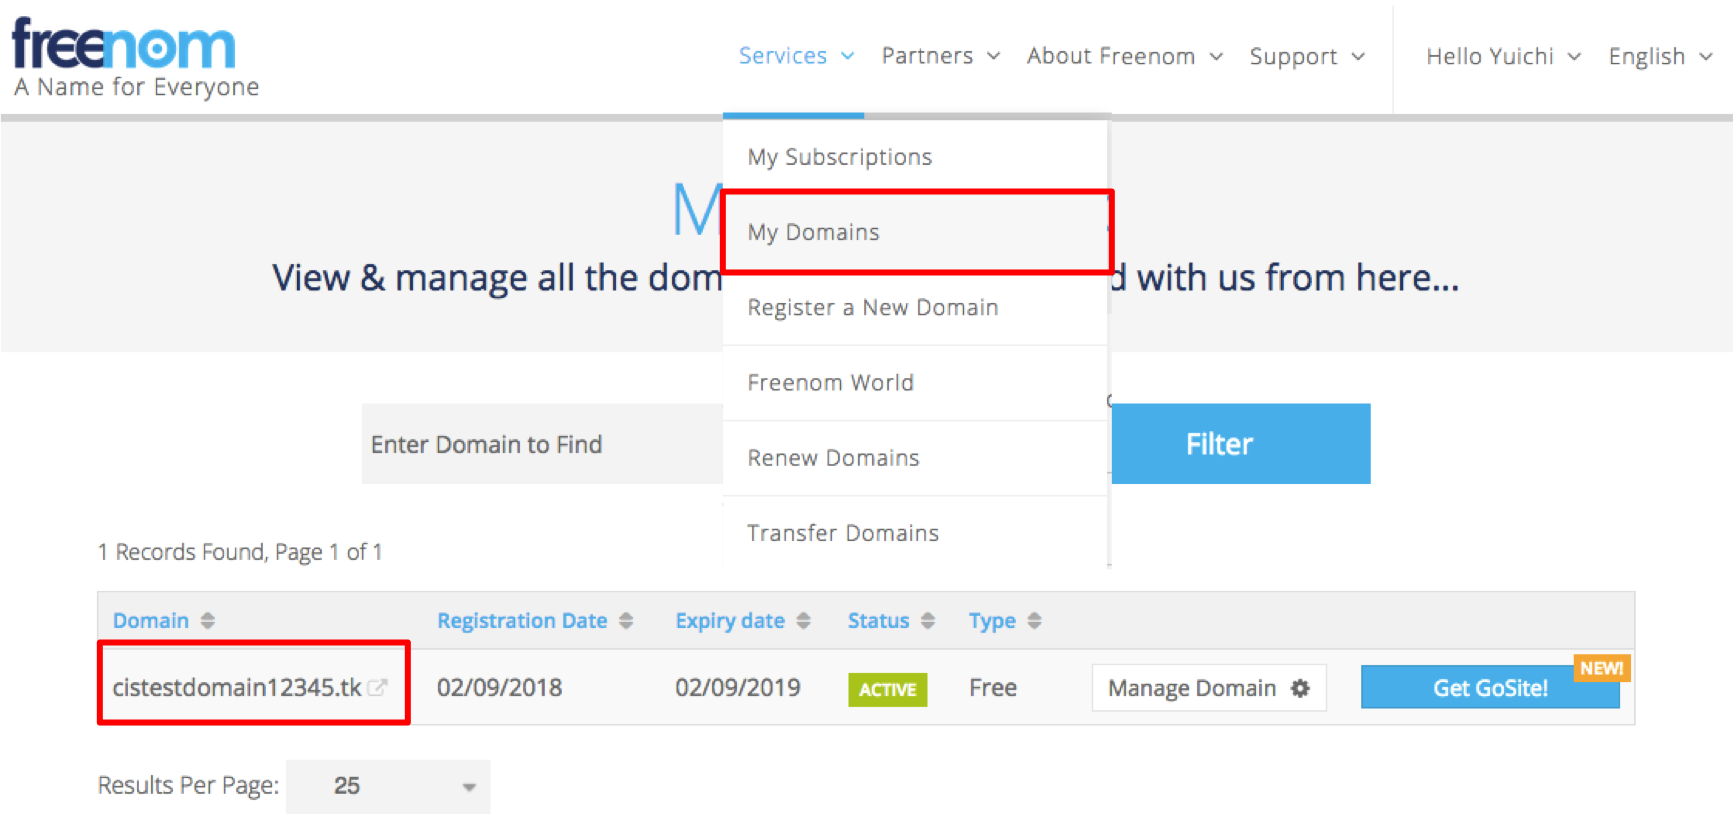 freenom
A Name for Everyone
Services Partners About Freenom Support Hello Yuichi English
My Subscriptions
M
My Domains
View & manage all the dom d with us from here...
Register a New Domain
Freenom World
Enter Domain to Find
Filter
Renew Domains
Transfer Domains
1 Records Found, Page 1 of 1
Domain Registration Date Expiry date Status Type
NEW!
cistestdomain12345.tk 02/09/2018 02/09/2019 ACTIVE Free Manage Domain Get GoSite!
Results Per Page: 25